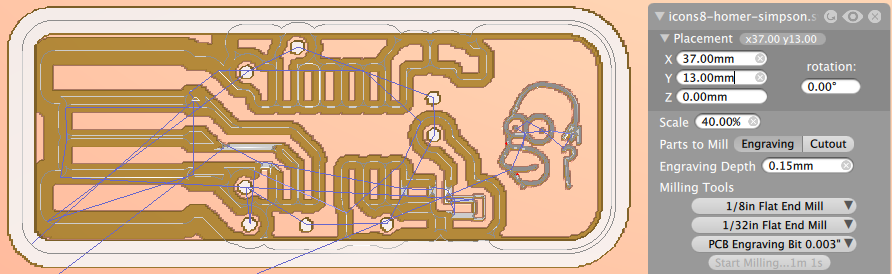 icons8-homer-simpson.s
Placement x37.00 y13.00
X 37.00mm
rotation:
Y 13.00mm
0.00°
Z 0.00mm
Scale 40.00%
Parts to Mill Engraving Cutout
Engraving Depth 0.15mm
Milling Tools
1/8in Flat End Mill
1/32in Flat End Mill
PCB Engraving Bit 0.003"
Start Milling...1m 1s